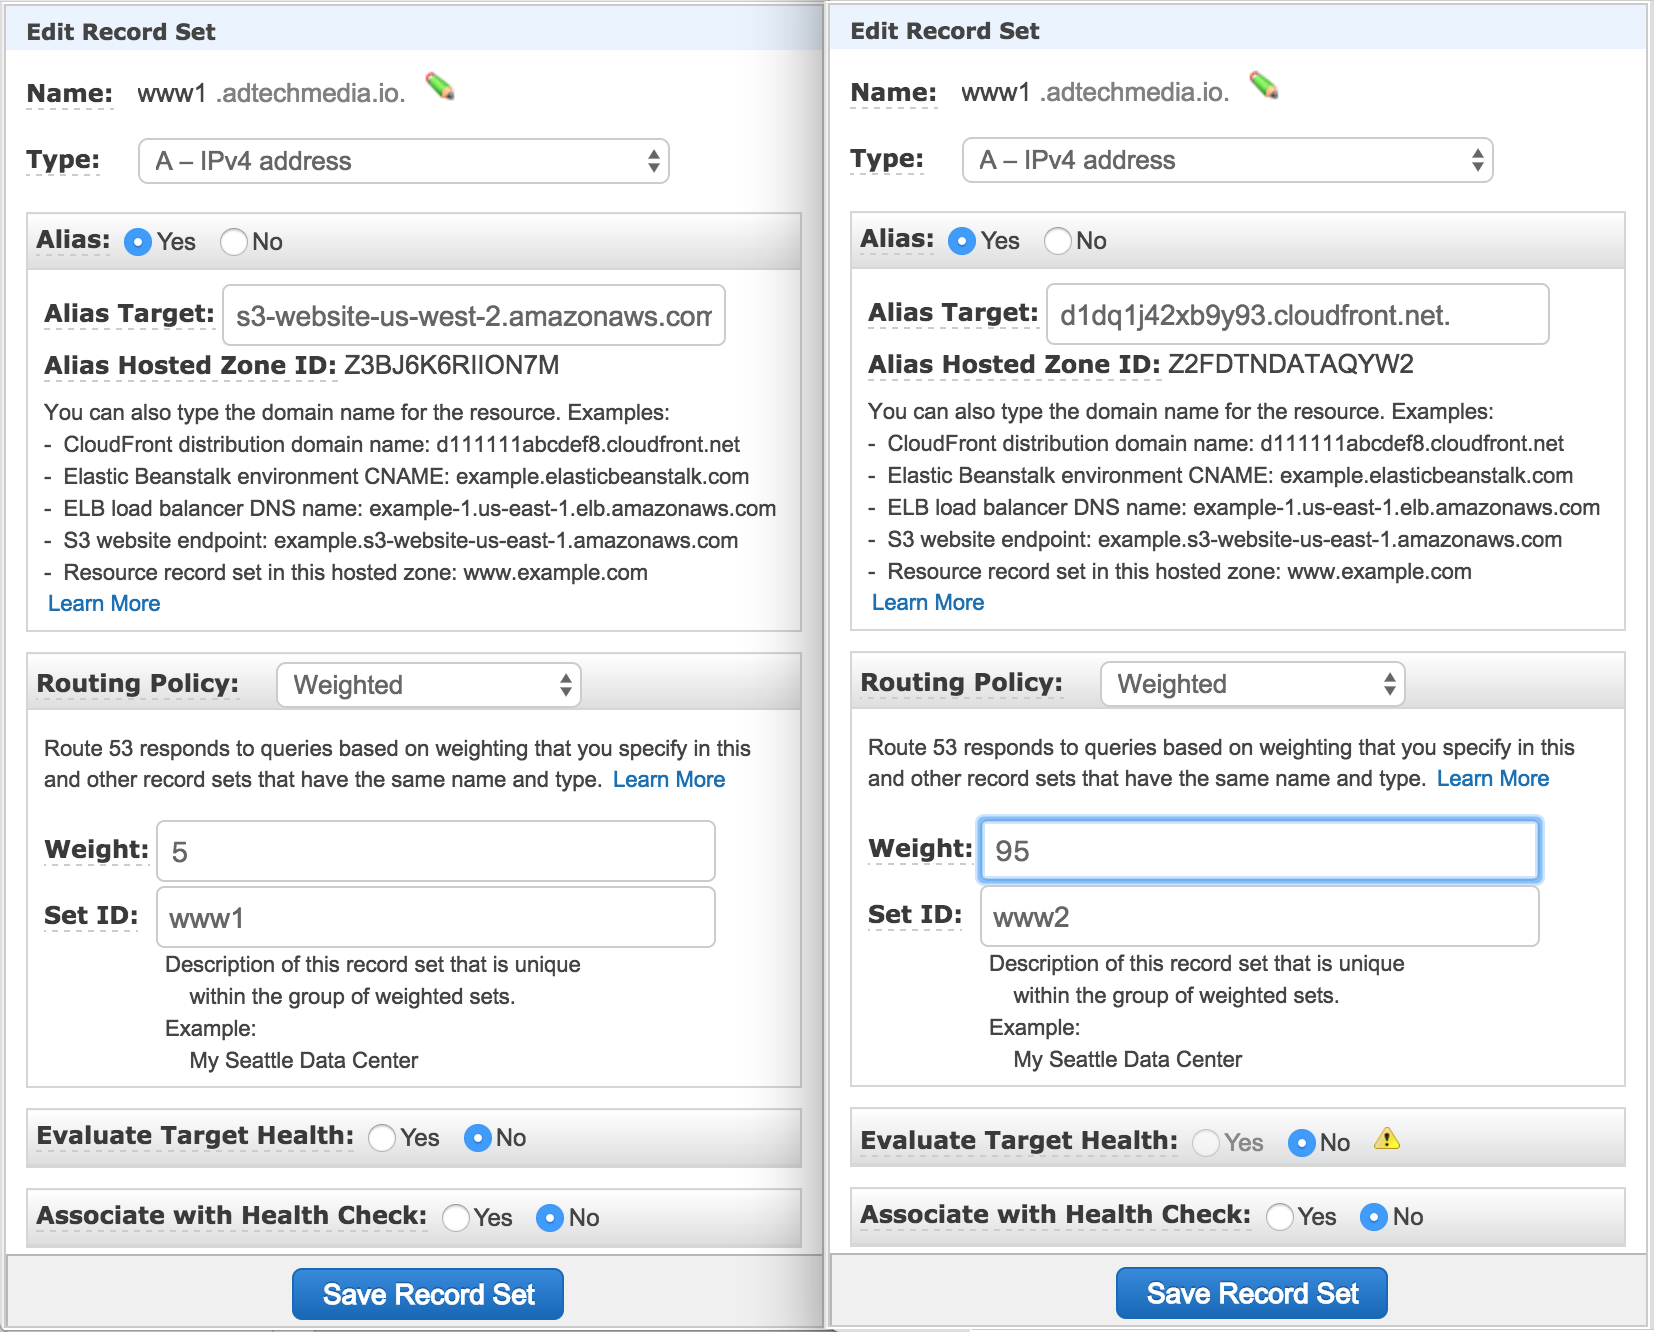 Edit Record Set
Name: www1 .adtechmedia.io.
Type: A – IPv4 address
Alias: Yes No
Alias Target: s3-website-us-west-2.amazonaws.com
Alias Hosted Zone ID: Z3BJ6K6RIION7M
You can also type the domain name for the resource. Examples:
- CloudFront distribution domain name: d111111abcdef8.cloudfront.net
- Elastic Beanstalk environment CNAME: example.elasticbeanstalk.com
- ELB load balancer DNS name: example-1.us-east-1.elb.amazonaws.com
- S3 website endpoint: example.s3-website-us-east-1.amazonaws.com
- Resource record set in this hosted zone: www.example.com
Learn More
Routing Policy: Weighted
Route 53 responds to queries based on weighting that you specify in this
and other record sets that have the same name and type. Learn More
Weight: 5
Set ID: www1
Description of this record set that is unique
within the group of weighted sets.
Example:
My Seattle Data Center
Evaluate Target Health: Yes No
Associate with Health Check: Yes No
Save Record Set
Edit Record Set
Name: www1 .adtechmedia.io.
Type: A – IPv4 address
Alias: Yes No
Alias Target: d1dq1j42xb9y93.cloudfront.net.
Alias Hosted Zone ID: Z2FDTNDATAQYW2
You can also type the domain name for the resource. Examples:
- CloudFront distribution domain name: d111111abcdef8.cloudfront.net
- Elastic Beanstalk environment CNAME: example.elasticbeanstalk.com
- ELB load balancer DNS name: example-1.us-east-1.elb.amazonaws.com
- S3 website endpoint: example.s3-website-us-east-1.amazonaws.com
- Resource record set in this hosted zone: www.example.com
Learn More
Routing Policy: Weighted
Route 53 responds to queries based on weighting that you specify in this
and other record sets that have the same name and type. Learn More
Weight: 95
Set ID: www2
Description of this record set that is unique
within the group of weighted sets.
Example:
My Seattle Data Center
Evaluate Target Health: Yes No
Associate with Health Check: Yes No
Save Record Set